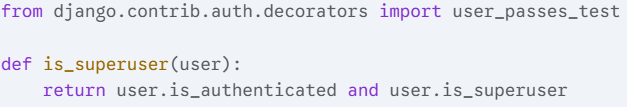 from django.contrib.auth.decorators import user_passes_test

def is_superuser(user):
    return user.is_authenticated and user.is_superuser